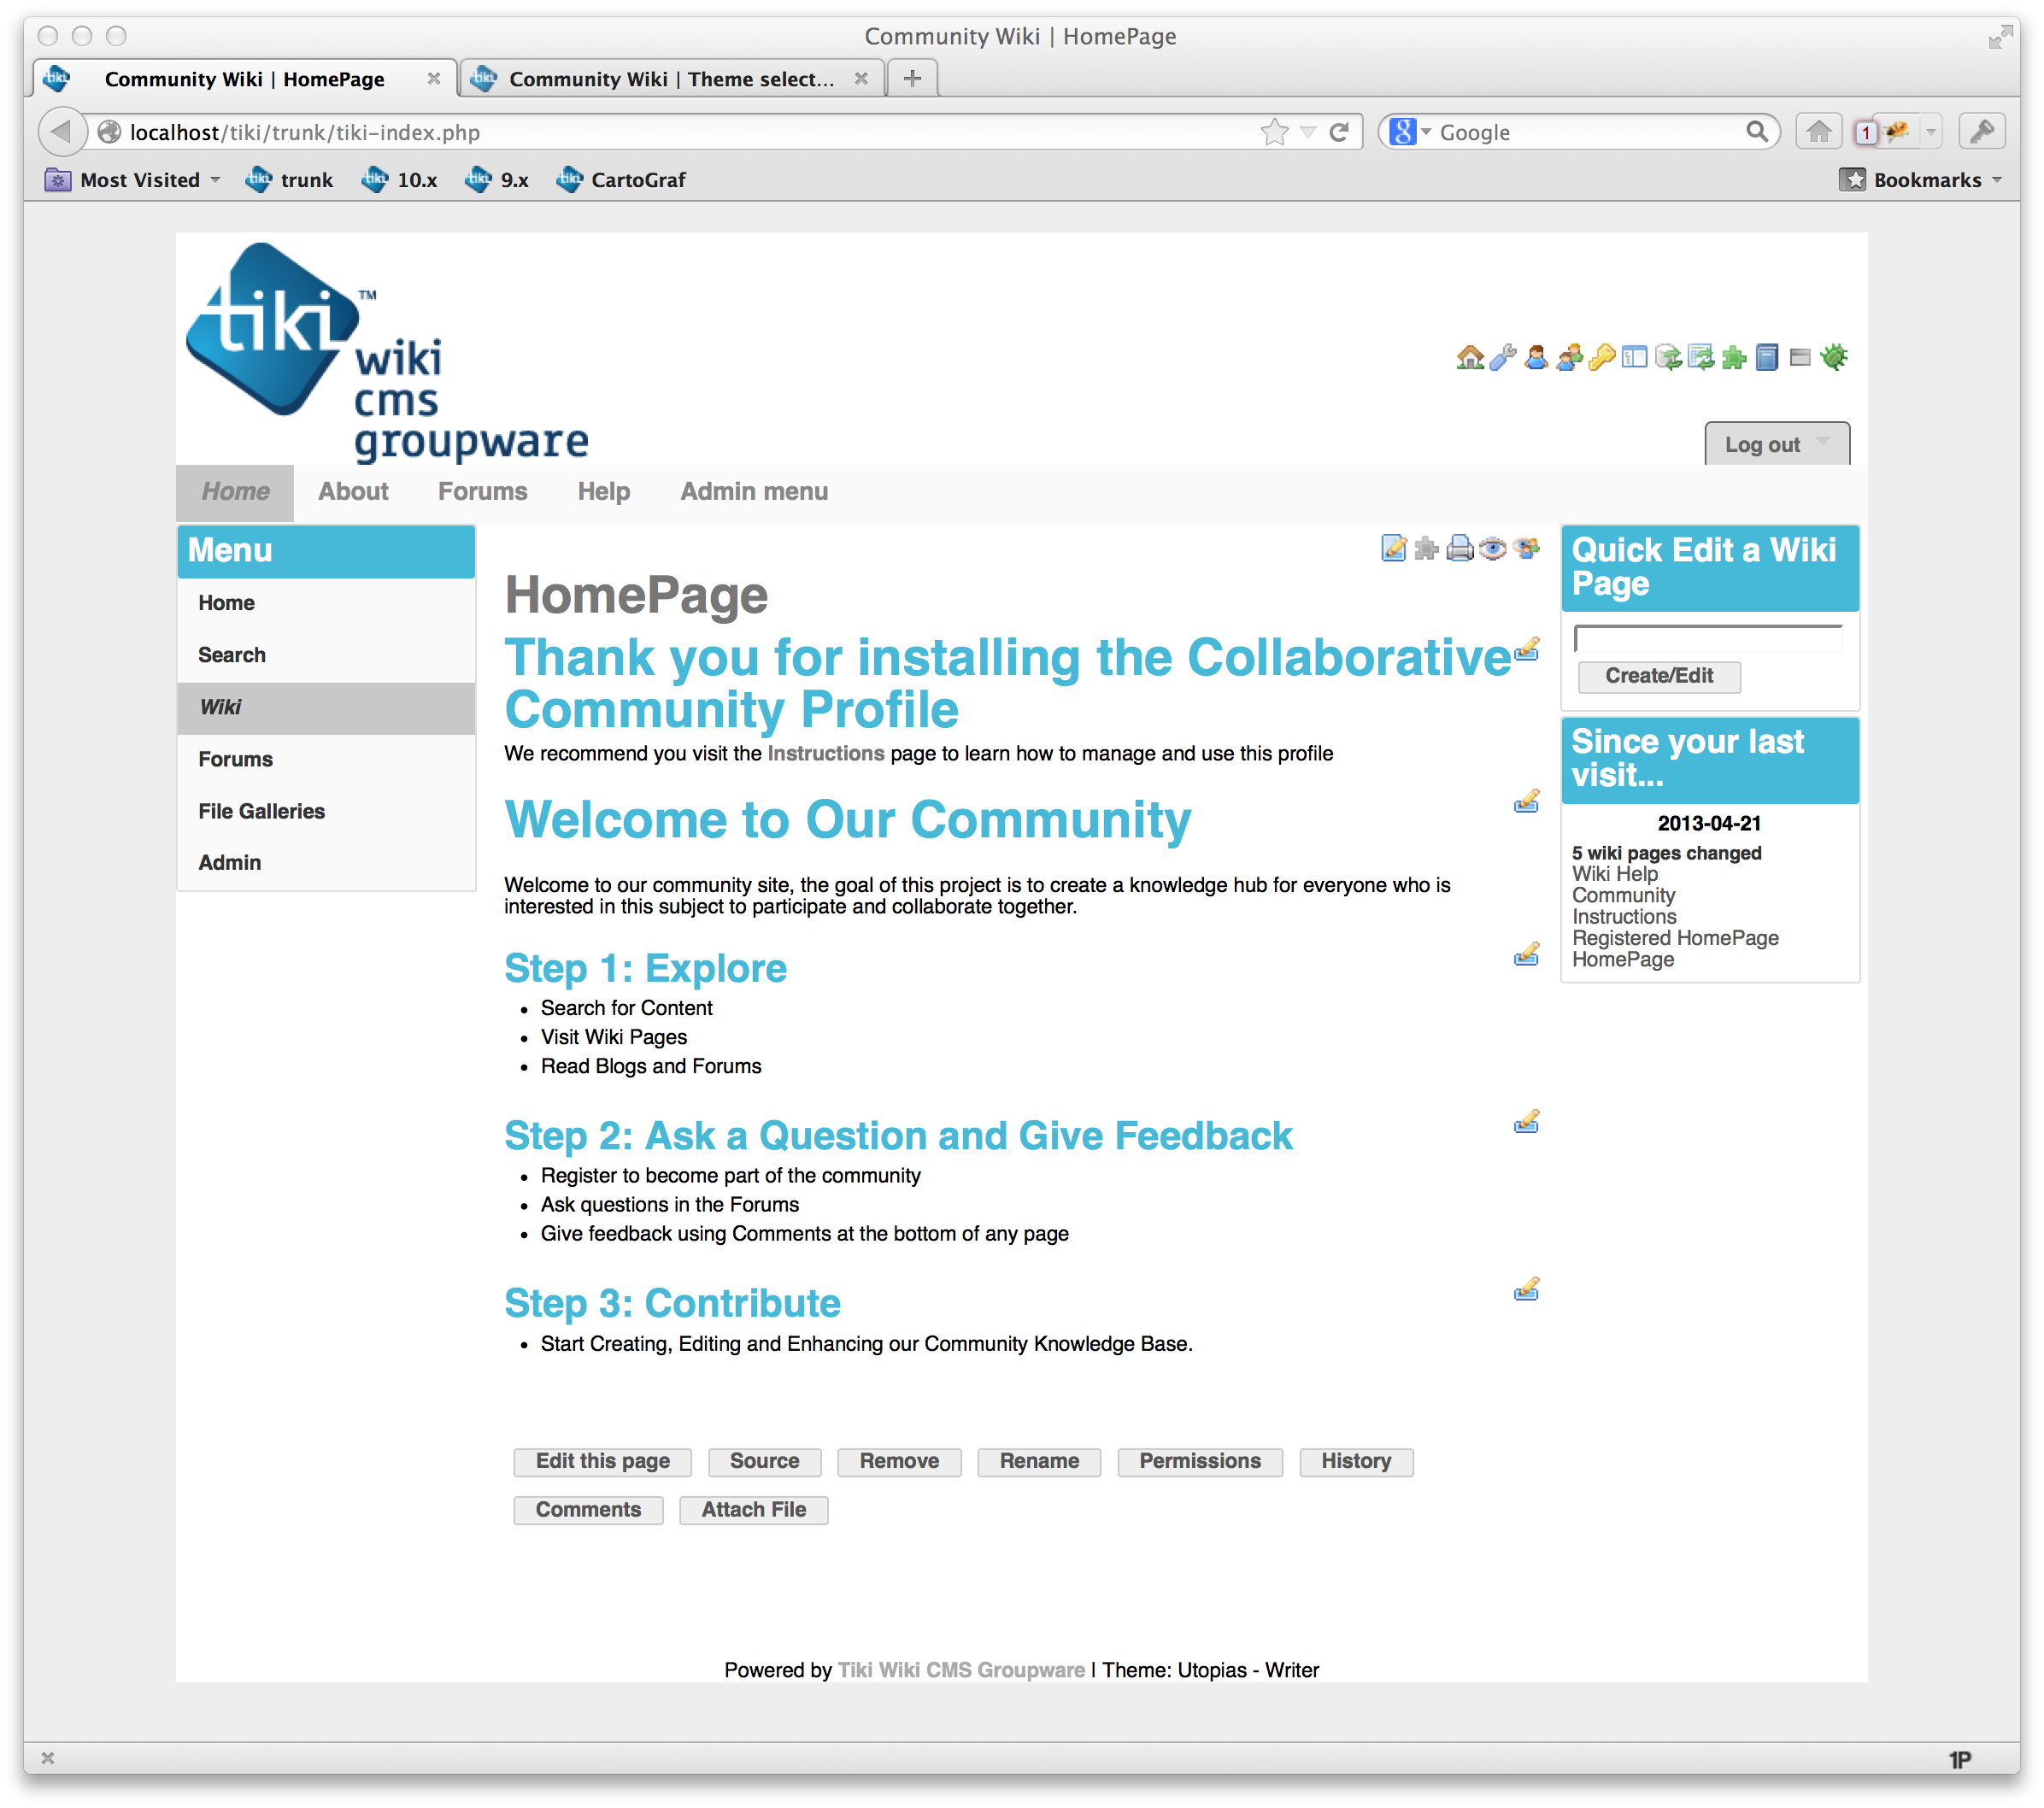 Community Wiki | HomePage
Community Wiki | HomePage
Community Wiki | Theme select...
localhost/tiki/trunk/tiki-index.php
Google
1
Most Visited
trunk
10.x
9.x
CartoGraf
Bookmarks
tiki™
wiki
cms
groupware
Log out
Home
About
Forums
Help
Admin menu
Menu
Home
Search
Wiki
Forums
File Galleries
Admin
HomePage
Thank you for installing the Collaborative
Community Profile
We recommend you visit the Instructions page to learn how to manage and use this profile
Welcome to Our Community
Welcome to our community site, the goal of this project is to create a knowledge hub for everyone who is
interested in this subject to participate and collaborate together.
Step 1: Explore
• Search for Content
• Visit Wiki Pages
• Read Blogs and Forums
Step 2: Ask a Question and Give Feedback
• Register to become part of the community
• Ask questions in the Forums
• Give feedback using Comments at the bottom of any page
Step 3: Contribute
• Start Creating, Editing and Enhancing our Community Knowledge Base.
Edit this page
Source
Remove
Rename
Permissions
History
Comments
Attach File
Quick Edit a Wiki
Page
Create/Edit
Since your last
visit...
2013-04-21
5 wiki pages changed
Wiki Help
Community
Instructions
Registered HomePage
HomePage
Powered by Tiki Wiki CMS Groupware | Theme: Utopias - Writer
1P